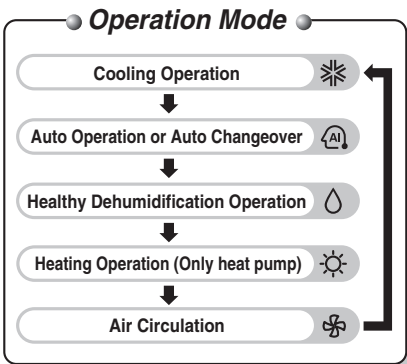 Operation Mode
Cooling Operation
Auto Operation or Auto Changeover
AI
Healthy Dehumidification Operation
Heating Operation (Only heat pump)
Air Circulation